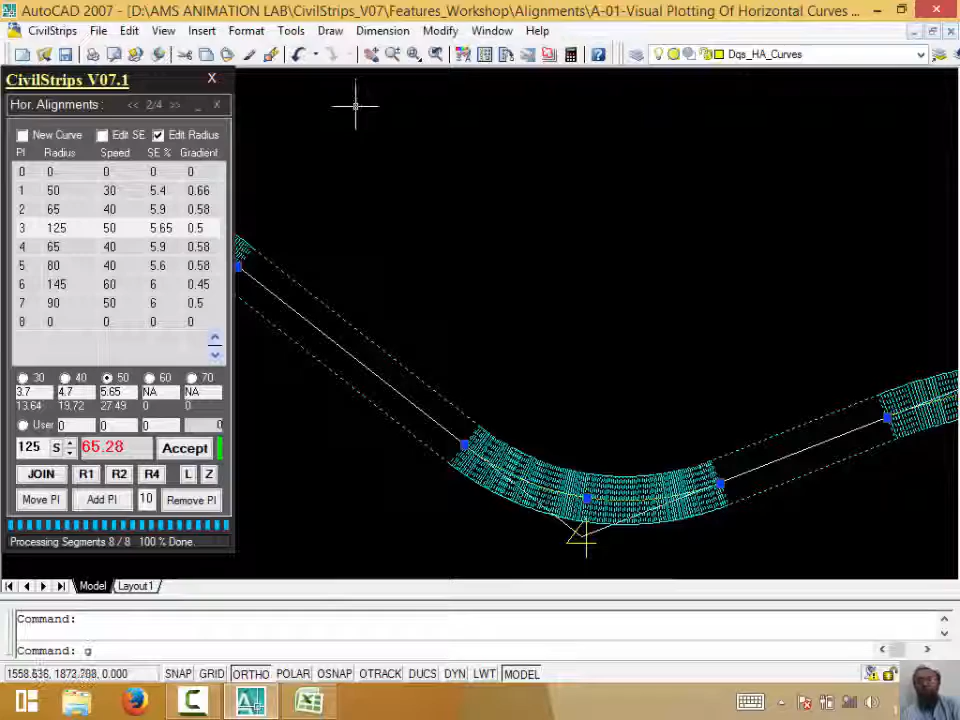 AutoCAD 2007 - [D:\AMS ANIMATION LAB\CivilStrips_V07\Features_Workshop\Alignments\A-01-Visual Plotting Of Horizontal Curves ...
CivilStrips File Edit View Insert Format Tools Draw Dimension Modify Window Help
Dqs_HA_Curves
CivilStrips V07.1 X
Hor. Alignments: << 2/4 >> _ X
New Curve Edit SE Edit Radius
PI Radius Speed SE % Gradient
0 0 0 0 0
1 50 30 5.4 0.66
2 65 40 5.9 0.58
3 125 50 5.65 0.5
4 65 40 5.9 0.58
5 80 40 5.6 0.58
6 145 60 6 0.45
7 90 50 6 0.5
8 0 0 0 0
30 40 50 60 70
3.7 4.7 5.65 NA NA
13.64 19.72 27.49 0 0
User 0 0 0 0
125 S 65.28 Accept
JOIN R1 R2 R4 L Z
Move PI Add PI 10 Remove PI
Processing Segments 8 / 8 100 % Done.
Model Layout1
Command:
Command: g
1558.636, 1873.288, 0.000 SNAP GRID ORTHO POLAR OSNAP OTRACK DUCS DYN LWT MODEL